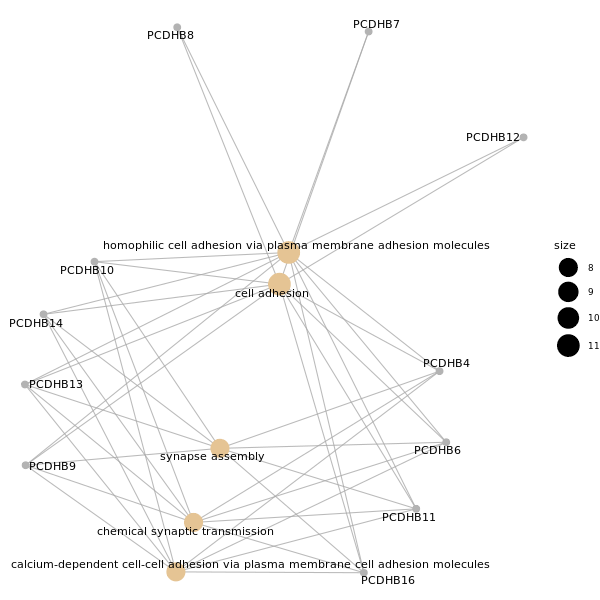 PCDHB7
PCDHB8
PCDHB12
homophilic cell adhesion via plasma membrane adhesion molecules
size
PCDHB10
8
cell adhesion
9
10
PCDHB14
11
PCDHB4
PCDHB13
PCDHB6
synapse assembly
PCDHB9
PCDHB11
chemical synaptic transmission
calcium-dependent cell-cell adhesion via plasma membrane cell adhesion molecules
PCDHB16